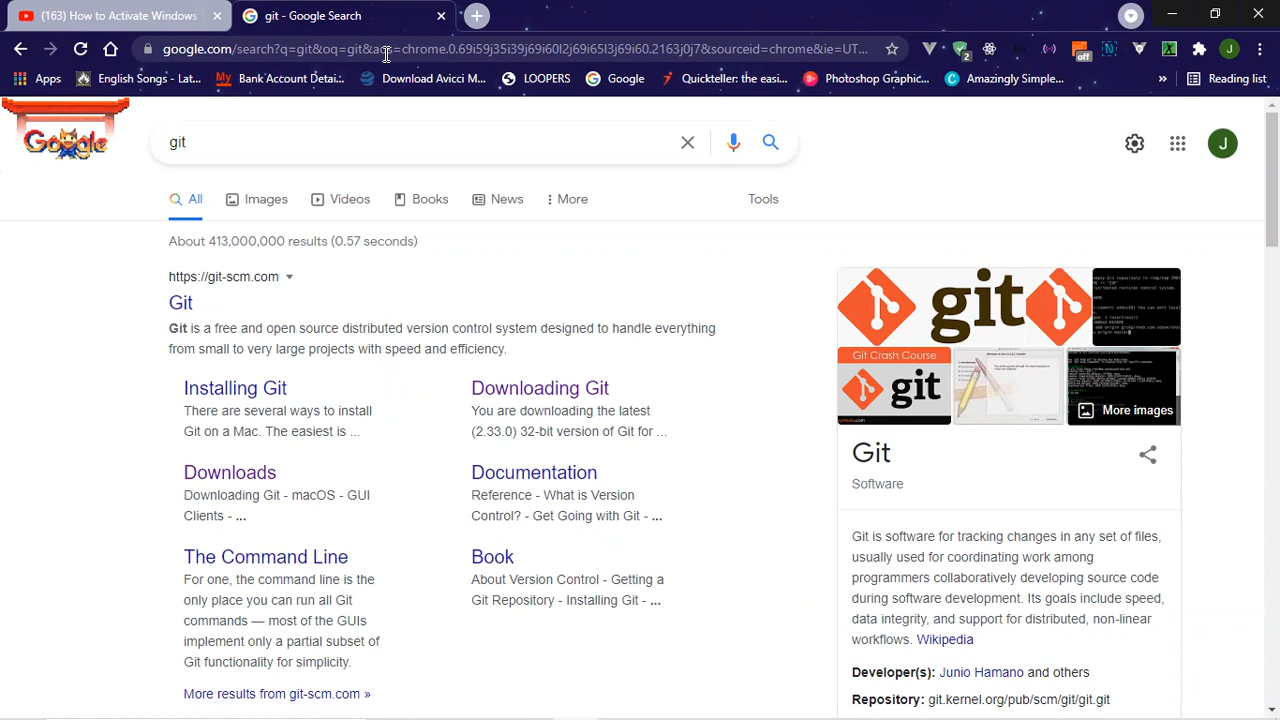 (163) How to Activate Windows
git - Google Search
google.com/search?q=git&oq=git&aqs=chrome.0.69i59j35i39j69i60l2j69i65l3j69i60.2163j0j7&sourceid=chrome&ie=UT...
2
off
J
Apps
English Songs - Lat...
My
Bank Account Detai...
Download Avicii M...
LOOPERS
Google
Quickteller: the easi...
Photoshop Graphic...
Amazingly Simple...
»
Reading list
Google
git
J
All
Images
Videos
Books
News
More
Tools
About 413,000,000 results (0.57 seconds)
https://git-scm.com
Git
Git is a free and open source distributed version control system designed to handle everything
from small to very large projects with speed and efficiency.
Installing Git
There are several ways to install
Git on a Mac. The easiest is ...
Downloading Git
You are downloading the latest
(2.33.0) 32-bit version of Git for ...
Downloads
Downloading Git - macOS - GUI
Clients - ...
Documentation
Reference - What is Version
Control? - Get Going with Git - ...
The Command Line
For one, the command line is the
only place you can run all Git
commands — most of the GUIs
implement only a partial subset of
Git functionality for simplicity.
Book
About Version Control - Getting a
Git Repository - Installing Git - ...
More results from git-scm.com »
git
Git Crash Course
git
More images
Git
Software
Git is software for tracking changes in any set of files,
usually used for coordinating work among
programmers collaboratively developing source code
during software development. Its goals include speed,
data integrity, and support for distributed, non-linear
workflows. Wikipedia
Developer(s): Junio Hamano and others
Repository: git.kernel.org/pub/scm/git/git.git